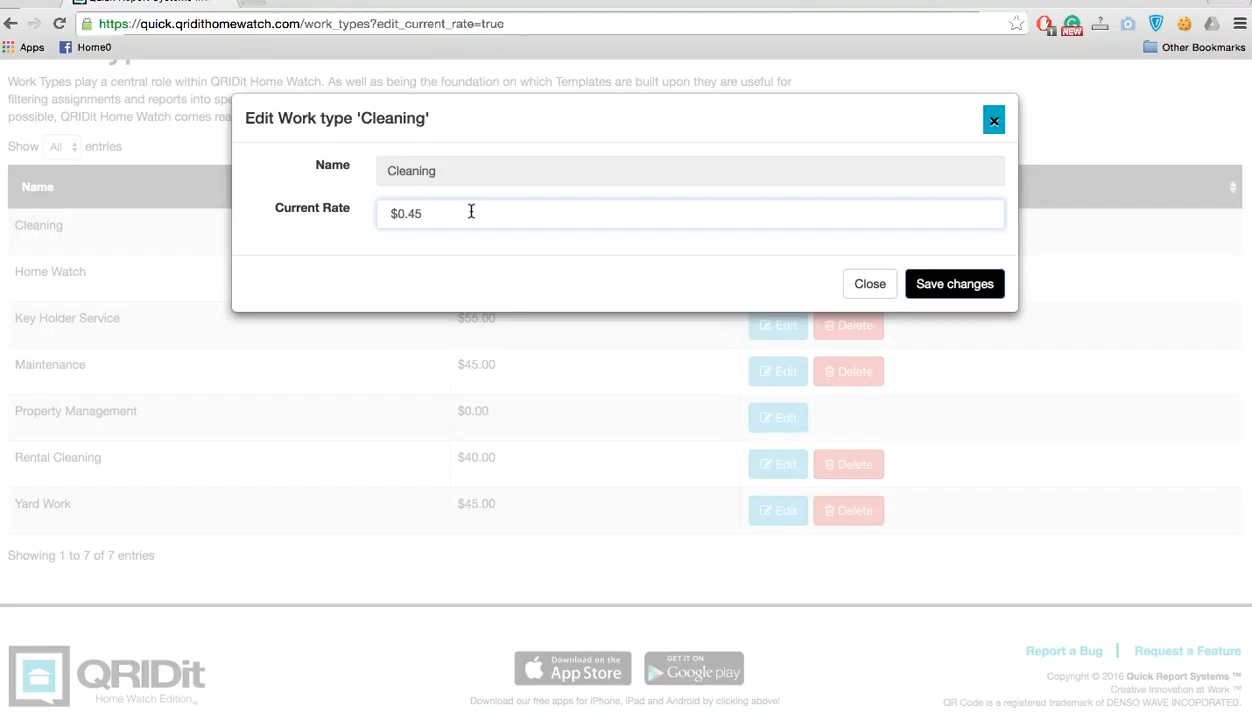 https://quick.qridithomewatch.com/work_types?edit_current_rate=true
1
NEW
Apps
Home0
Other Bookmarks
Work Types play a central role within QRIDit Home Watch. As well as being the foundation on which Templates are built upon they are useful for
filtering assignments and reports into
possible, QRIDit Home Watch comes
Show All entries
Edit Work type 'Cleaning'
×
Name Cleaning
Current Rate $0.45
Close Save changes
Name
Cleaning
Home Watch
Key Holder Service $55.00 Edit Delete
Maintenance $45.00 Edit Delete
Property Management $0.00 Edit
Rental Cleaning $40.00 Edit Delete
Yard Work $45.00 Edit Delete
Showing 1 to 7 of 7 entries
QRIDit
Home Watch Edition™
Download on the
App Store
GET IT ON
Google play
Download our free apps for iPhone, iPad and Android by clicking above!
Report a Bug | Request a Feature
Copyright © 2016 Quick Report Systems ™
Creative Innovation at Work ™
QR Code is a registered trademark of DENSO WAVE INCOPORATED.